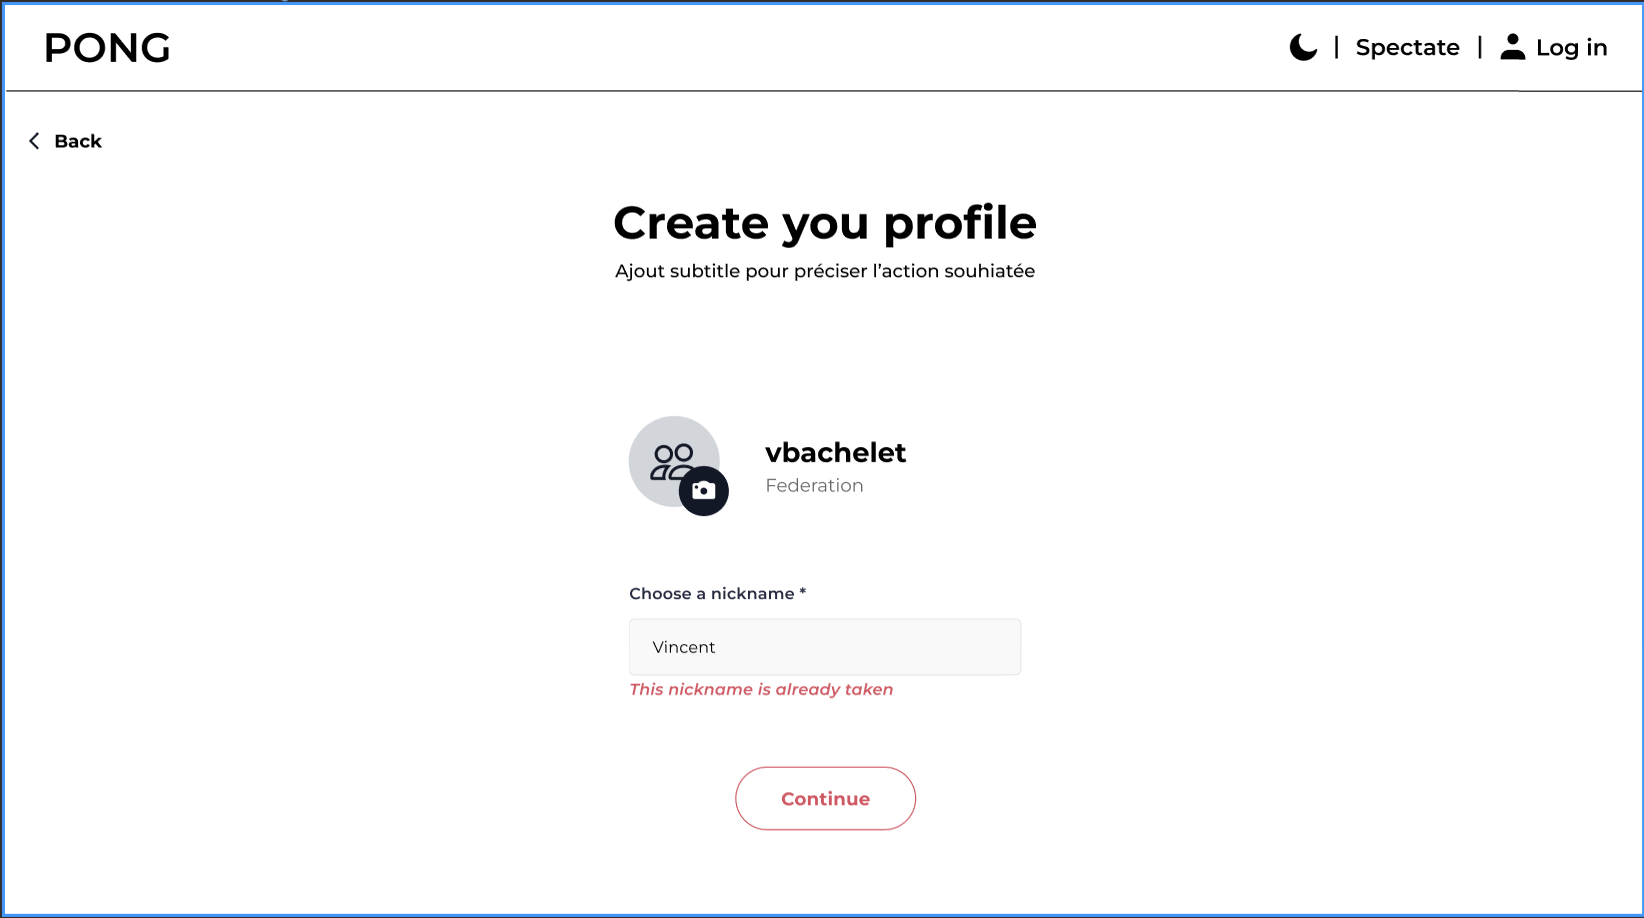 PONG
| Spectate | Log in
Back
Create you profile
Ajout subtitle pour préciser l'action souhiatée
vbachelet
Federation
Choose a nickname *
Vincent
This nickname is already taken
Continue